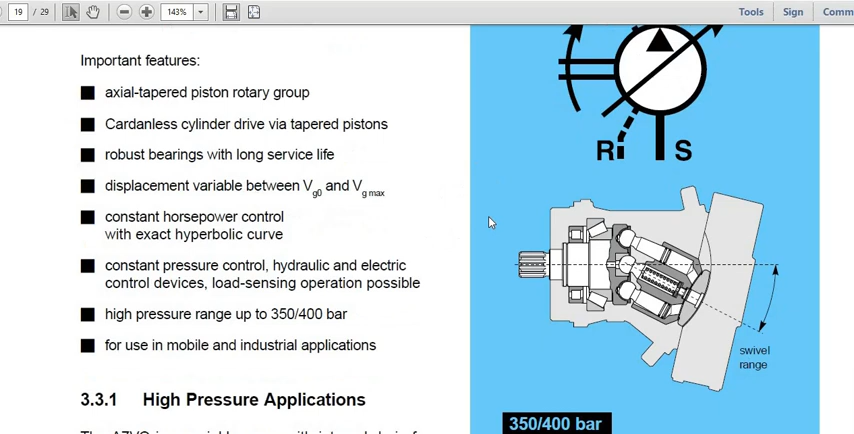 19 / 29
143%
Tools Sign Comm
Important features:
axial-tapered piston rotary group
Cardanless cylinder drive via tapered pistons
robust bearings with long service life
displacement variable between Vg0 and Vg max
constant horsepower control
with exact hyperbolic curve
constant pressure control, hydraulic and electric
control devices, load-sensing operation possible
high pressure range up to 350/400 bar
for use in mobile and industrial applications
3.3.1 High Pressure Applications
R S
swivel
range
350/400 bar